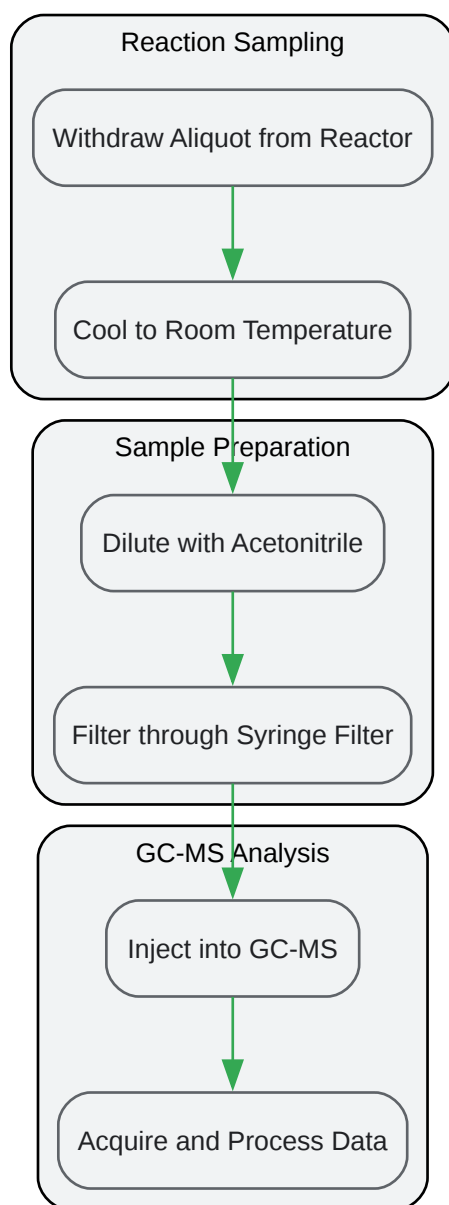 Reaction Sampling
Withdraw Aliquot from Reactor
Cool to Room Temperature
Sample Preparation
Dilute with Acetonitrile
Filter through Syringe Filter
GC-MS Analysis
Inject into GC-MS
Acquire and Process Data